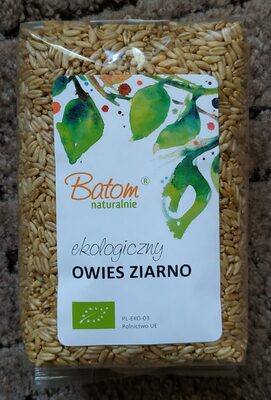 Batom®
naturalnie
ekologiczny
OWIES ZIARNO
PL-EKO-03
Rolnictwo UE